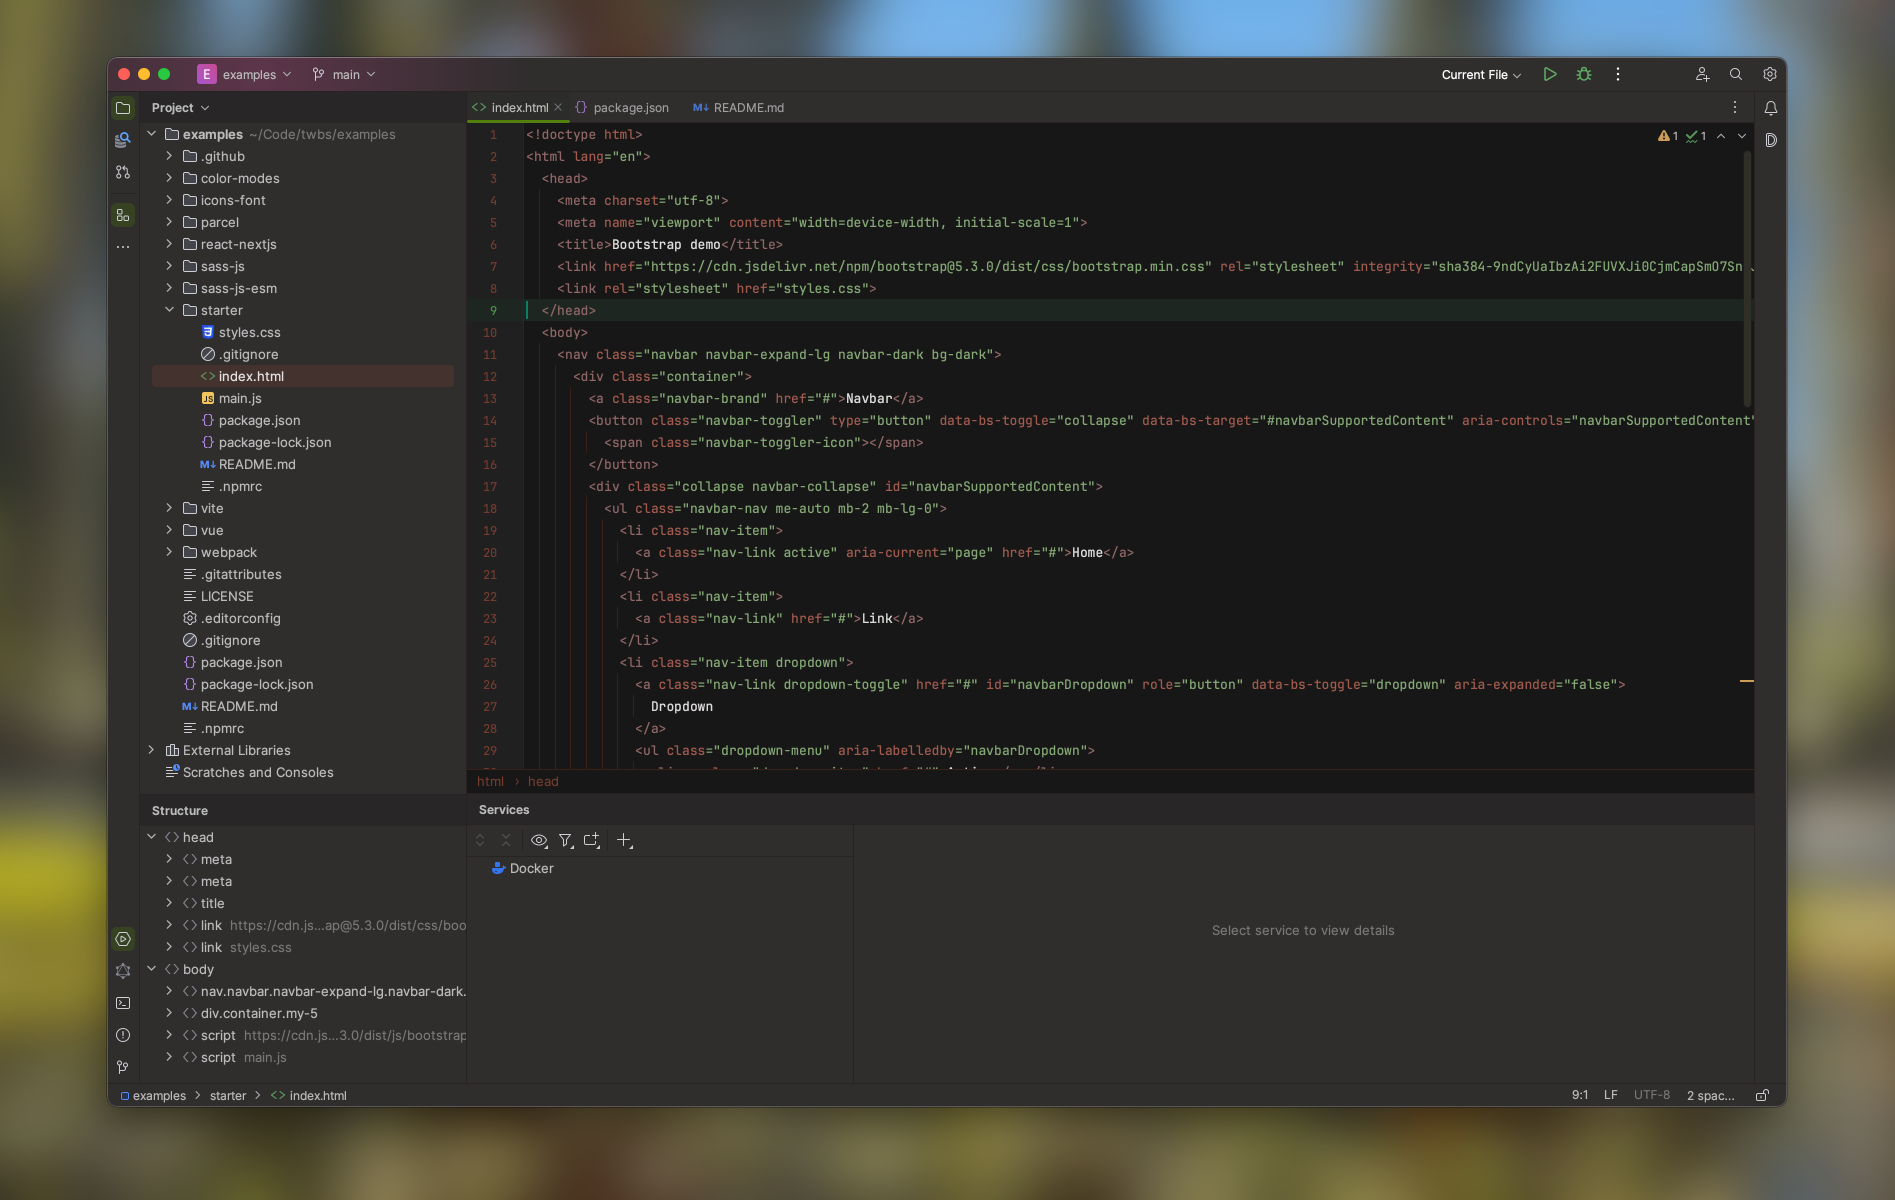 E examples main Current File
Project
examples ~/Code/twbs/examples
.github
color-modes
icons-font
parcel
react-nextjs
sass-js
sass-js-esm
starter
styles.css
.gitignore
index.html
JS main.js
package.json
package-lock.json
M↓ README.md
.npmrc
vite
vue
webpack
.gitattributes
LICENSE
.editorconfig
.gitignore
package.json
package-lock.json
M↓ README.md
.npmrc
External Libraries
Scratches and Consoles
index.html package.json M↓ README.md
1 1
1 <!doctype html>
2 <html lang="en">
3 <head>
4 <meta charset="utf-8">
5 <meta name="viewport" content="width=device-width, initial-scale=1">
6 <title>Bootstrap demo</title>
7 <link href="https://cdn.jsdelivr.net/npm/bootstrap@5.3.0/dist/css/bootstrap.min.css" rel="stylesheet" integrity="sha384-9ndCyUaIbzAi2FUVXJi0CjmCapSmO7Sn
8 <link rel="stylesheet" href="styles.css">
9 </head>
10 <body>
11 <nav class="navbar navbar-expand-lg navbar-dark bg-dark">
12 <div class="container">
13 <a class="navbar-brand" href="#">Navbar</a>
14 <button class="navbar-toggler" type="button" data-bs-toggle="collapse" data-bs-target="#navbarSupportedContent" aria-controls="navbarSupportedContent"
15 <span class="navbar-toggler-icon"></span>
16 </button>
17 <div class="collapse navbar-collapse" id="navbarSupportedContent">
18 <ul class="navbar-nav me-auto mb-2 mb-lg-0">
19 <li class="nav-item">
20 <a class="nav-link active" aria-current="page" href="#">Home</a>
21 </li>
22 <li class="nav-item">
23 <a class="nav-link" href="#">Link</a>
24 </li>
25 <li class="nav-item dropdown">
26 <a class="nav-link dropdown-toggle" href="#" id="navbarDropdown" role="button" data-bs-toggle="dropdown" aria-expanded="false">
27 Dropdown
28 </a>
29 <ul class="dropdown-menu" aria-labelledby="navbarDropdown">
html › head
Structure
head
meta
meta
title
link https://cdn.js...ap@5.3.0/dist/css/boo
link styles.css
body
nav.navbar.navbar-expand-lg.navbar-dark.
div.container.my-5
script https://cdn.js...3.0/dist/js/bootstrap
script main.js
Services
Docker
Select service to view details
examples > starter > index.html
9:1 LF UTF-8 2 spac...